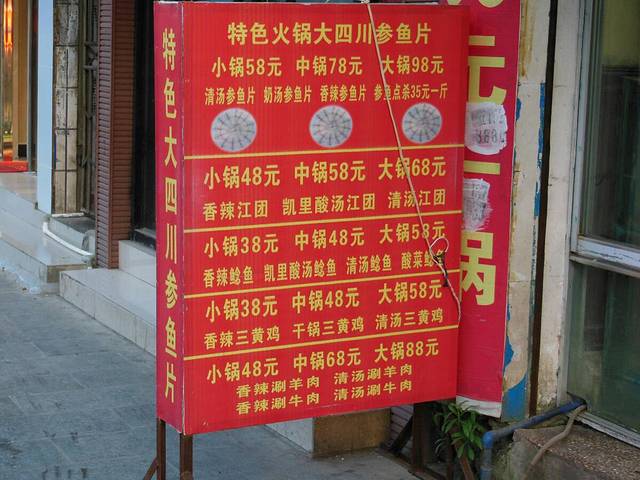 特色大四川参鱼片
特色火锅大四川参鱼片
小锅58元 中锅78元 大锅98元
清汤参鱼片 奶汤参鱼片 香辣参鱼片 参鱼点杀35元一斤
小锅48元 中锅58元 大锅68元
香辣江团 凯里酸汤江团 清汤江团
小锅38元 中锅48元 大锅58元
香辣鲶鱼 凯里酸汤鲶鱼 清汤鲶鱼 酸菜鲶鱼
小锅38元 中锅48元 大锅58元
香辣三黄鸡 干锅三黄鸡 清汤三黄鸡
小锅48元 中锅68元 大锅88元
香辣涮羊肉 清汤涮羊肉
香辣涮牛肉 清汤涮牛肉
元一锅